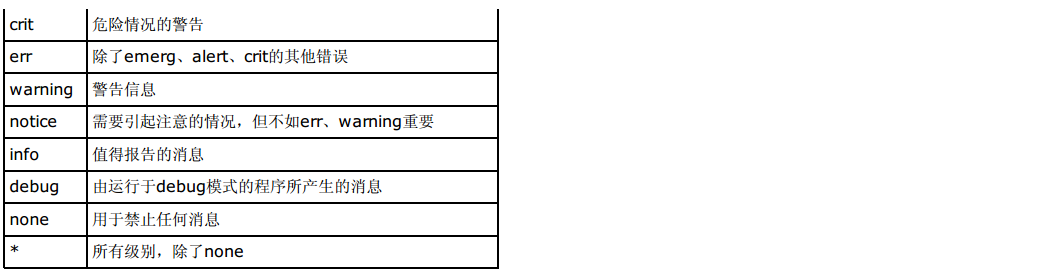 crit 危险情况的警告
err 除了emerg、alert、crit的其他错误
warning 警告信息
notice 需要引起注意的情况，但不如err、warning重要
info 值得报告的消息
debug 由运行于debug模式的程序所产生的消息
none 用于禁止任何消息
* 所有级别，除了none